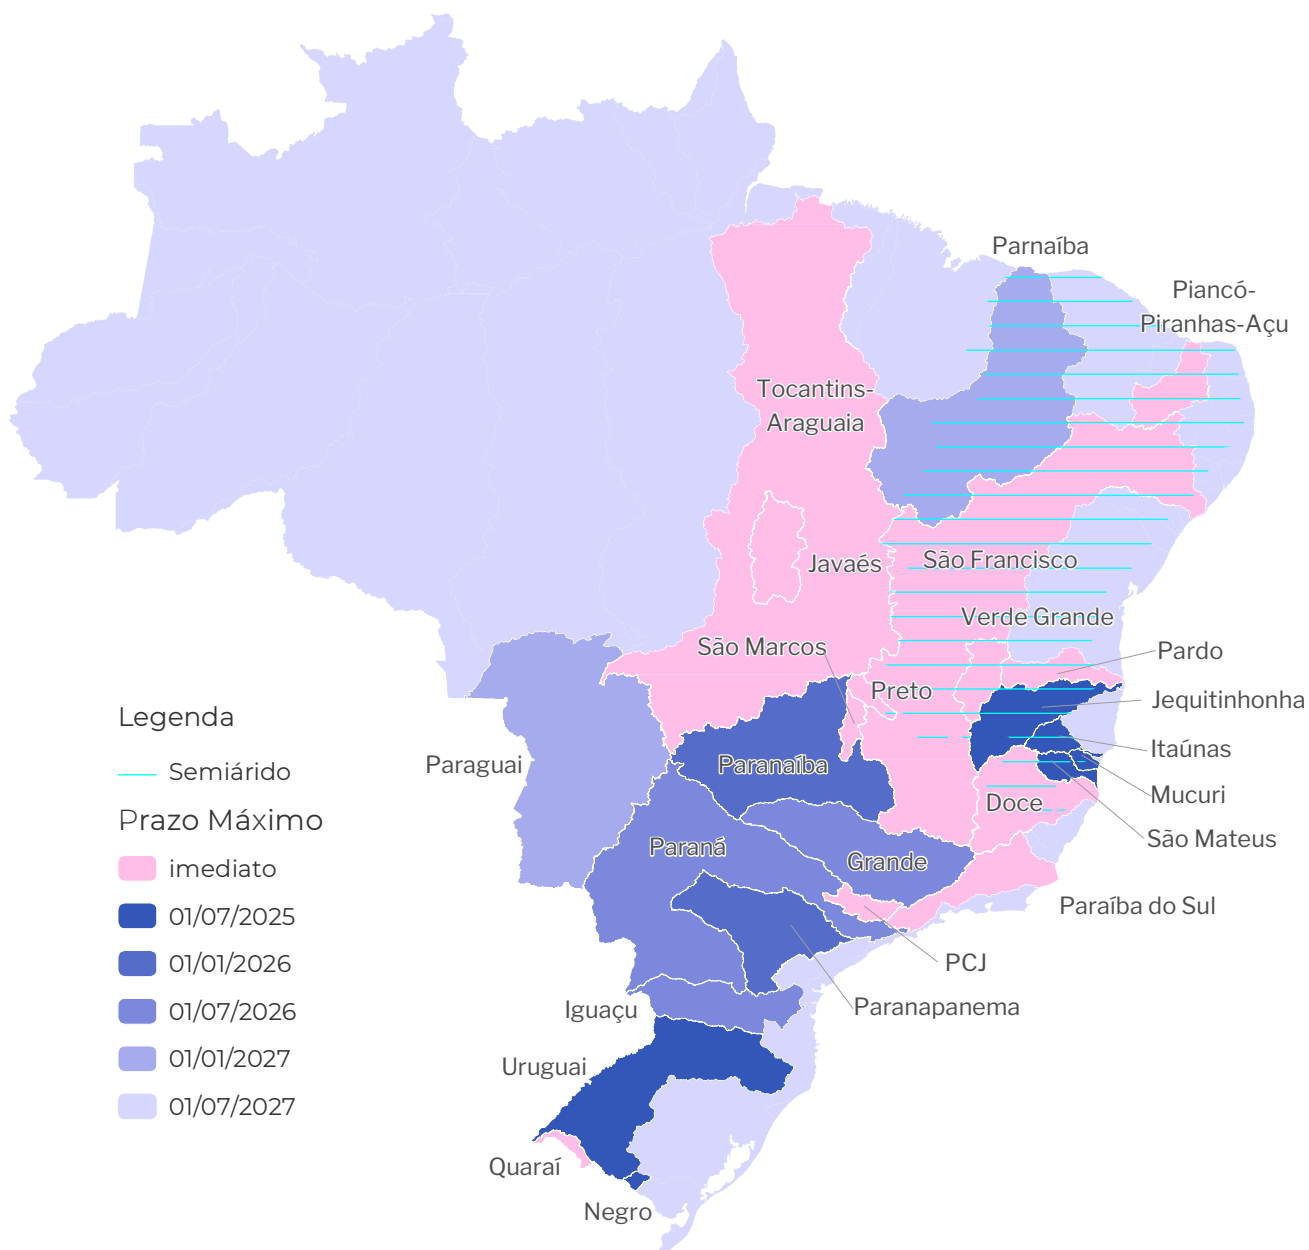 Parnaíba
Piancó-
Piranhas-Açu
Tocantins-
Araguaia
Javaés
São Francisco
Verde Grande
São Marcos
Pardo
Preto
Jequitinhonha
Legenda
Itaúnas
Semiárido
Paraguai
Paranaíba
Mucuri
Doce
Prazo Máximo
São Mateus
Paraná
Grande
imediato
Paraíba do Sul
01/07/2025
01/01/2026
PCJ
Paranapanema
01/07/2026
Iguaçu
01/01/2027
Uruguai
01/07/2027
Quaraí
Negro